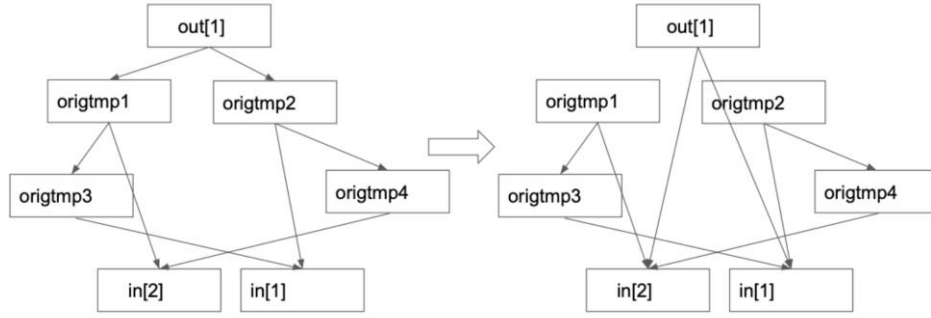 out[1]
origtmp1
origtmp2
origtmp3
origtmp4
in[2]
in[1]
out[1]
origtmp1
origtmp2
origtmp3
origtmp4
in[2]
in[1]